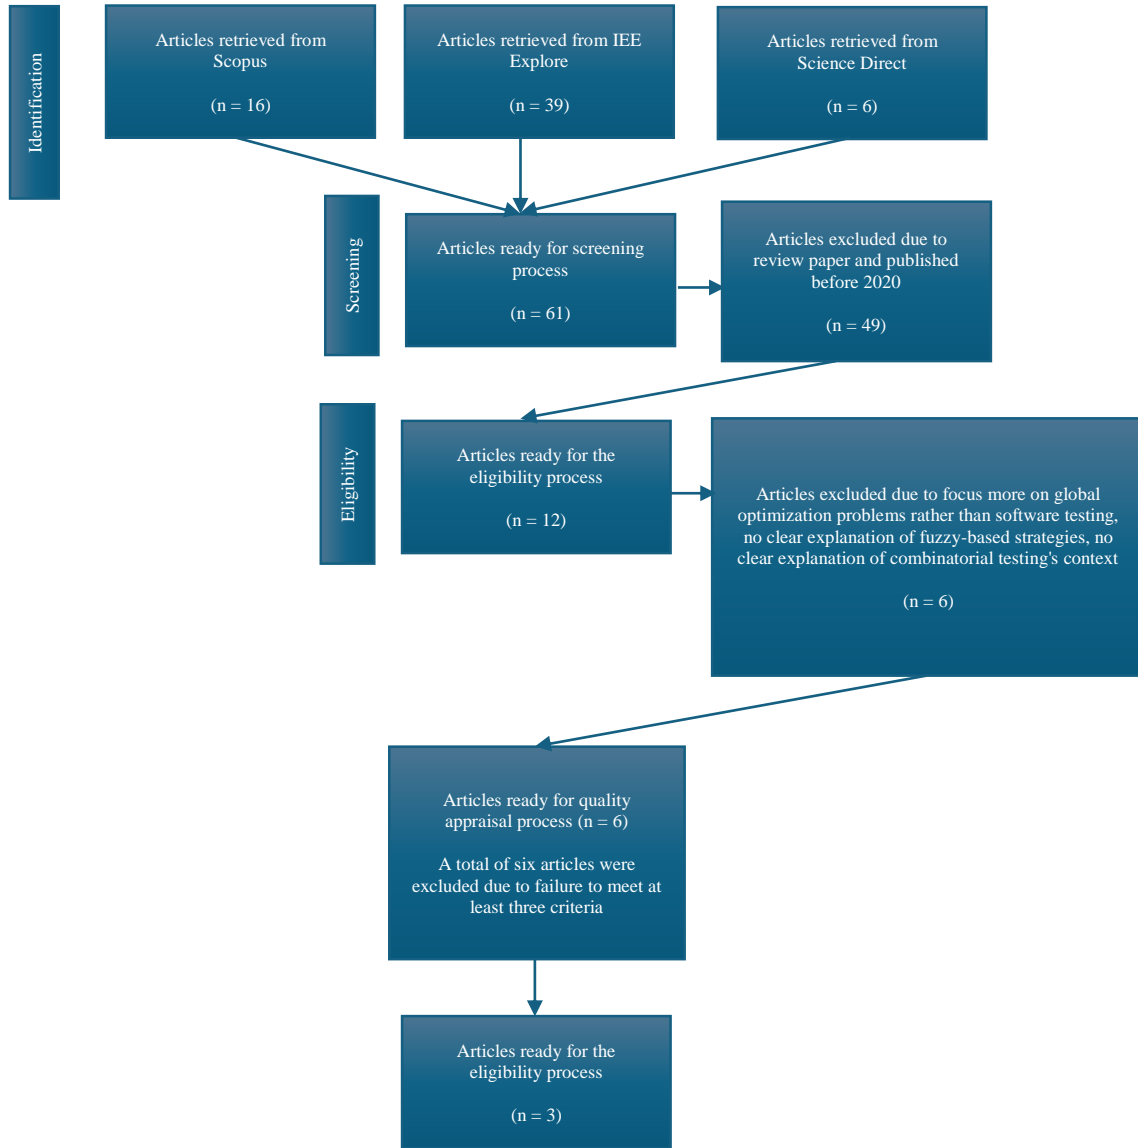 Identification
Articles retrieved from
Scopus
(n = 16)
Articles retrieved from IEE
Explore
(n = 39)
Articles retrieved from
Science Direct
(n = 6)
Screening
Articles ready for screening
process
(n = 61)
Articles excluded due to
review paper and published
before 2020
(n = 49)
Eligibility
Articles ready for the
eligibility process
(n = 12)
Articles excluded due to focus more on global
optimization problems rather than software testing,
no clear explanation of fuzzy-based strategies, no
clear explanation of combinatorial testing's context
(n = 6)
Articles ready for quality
appraisal process (n = 6)
A total of six articles were
excluded due to failure to meet at
least three criteria
Articles ready for the
eligibility process
(n = 3)